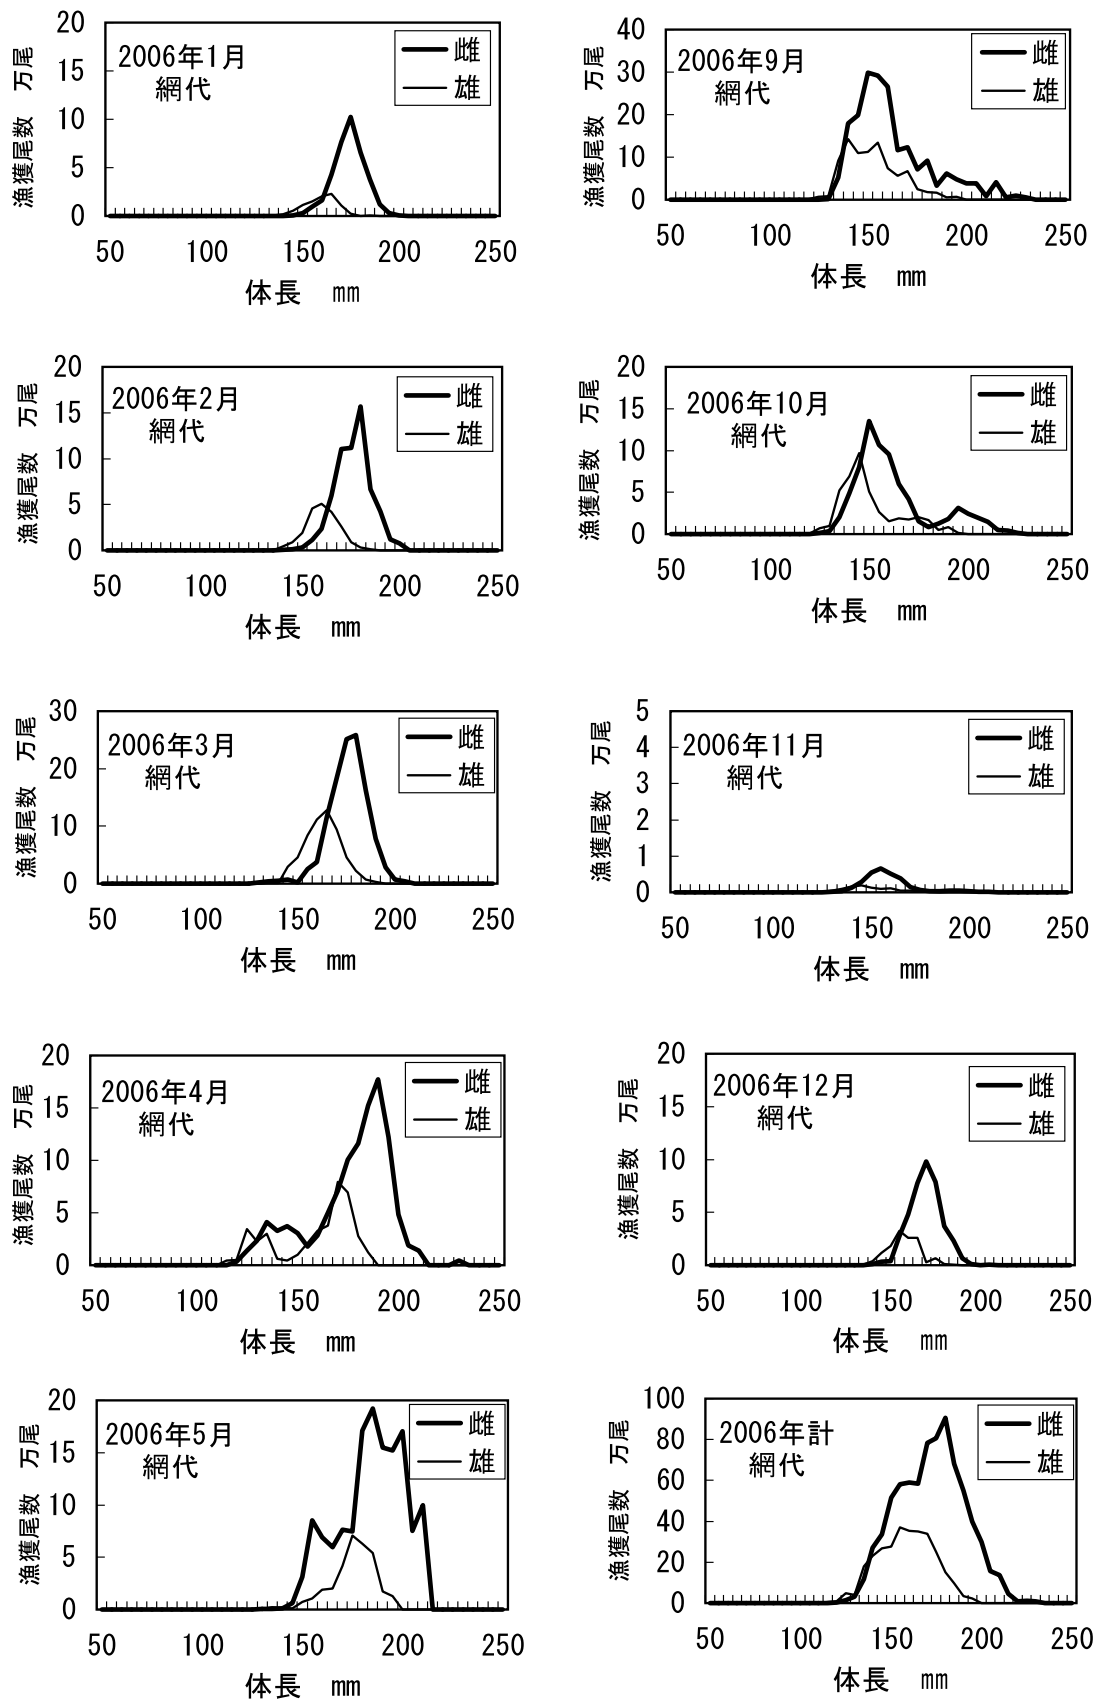 漁獲尾数 万尾
20
15
10
5
0
2006年1月
網代
雌
雄
50 100 150 200 250
体長 mm
漁獲尾数 万尾
20
15
10
5
0
2006年2月
網代
雌
雄
50 100 150 200 250
体長 mm
漁獲尾数 万尾
30
20
10
0
2006年3月
網代
雌
雄
50 100 150 200 250
体長 mm
漁獲尾数 万尾
20
15
10
5
0
2006年4月
網代
雌
雄
50 100 150 200 250
体長 mm
漁獲尾数 万尾
20
15
10
5
0
2006年5月
網代
雌
雄
50 100 150 200 250
体長 mm
漁獲尾数 万尾
40
30
20
10
0
2006年9月
網代
雌
雄
50 100 150 200 250
体長 mm
漁獲尾数 万尾
20
15
10
5
0
2006年10月
網代
雌
雄
50 100 150 200 250
体長 mm
漁獲尾数 万尾
5
4
3
2
1
0
2006年11月
網代
雌
雄
50 100 150 200 250
体長 mm
漁獲尾数 万尾
20
15
10
5
0
2006年12月
網代
雌
雄
50 100 150 200 250
体長 mm
漁獲尾数 万尾
100
80
60
40
20
0
2006年計
網代
雌
雄
50 100 150 200 250
体長 mm